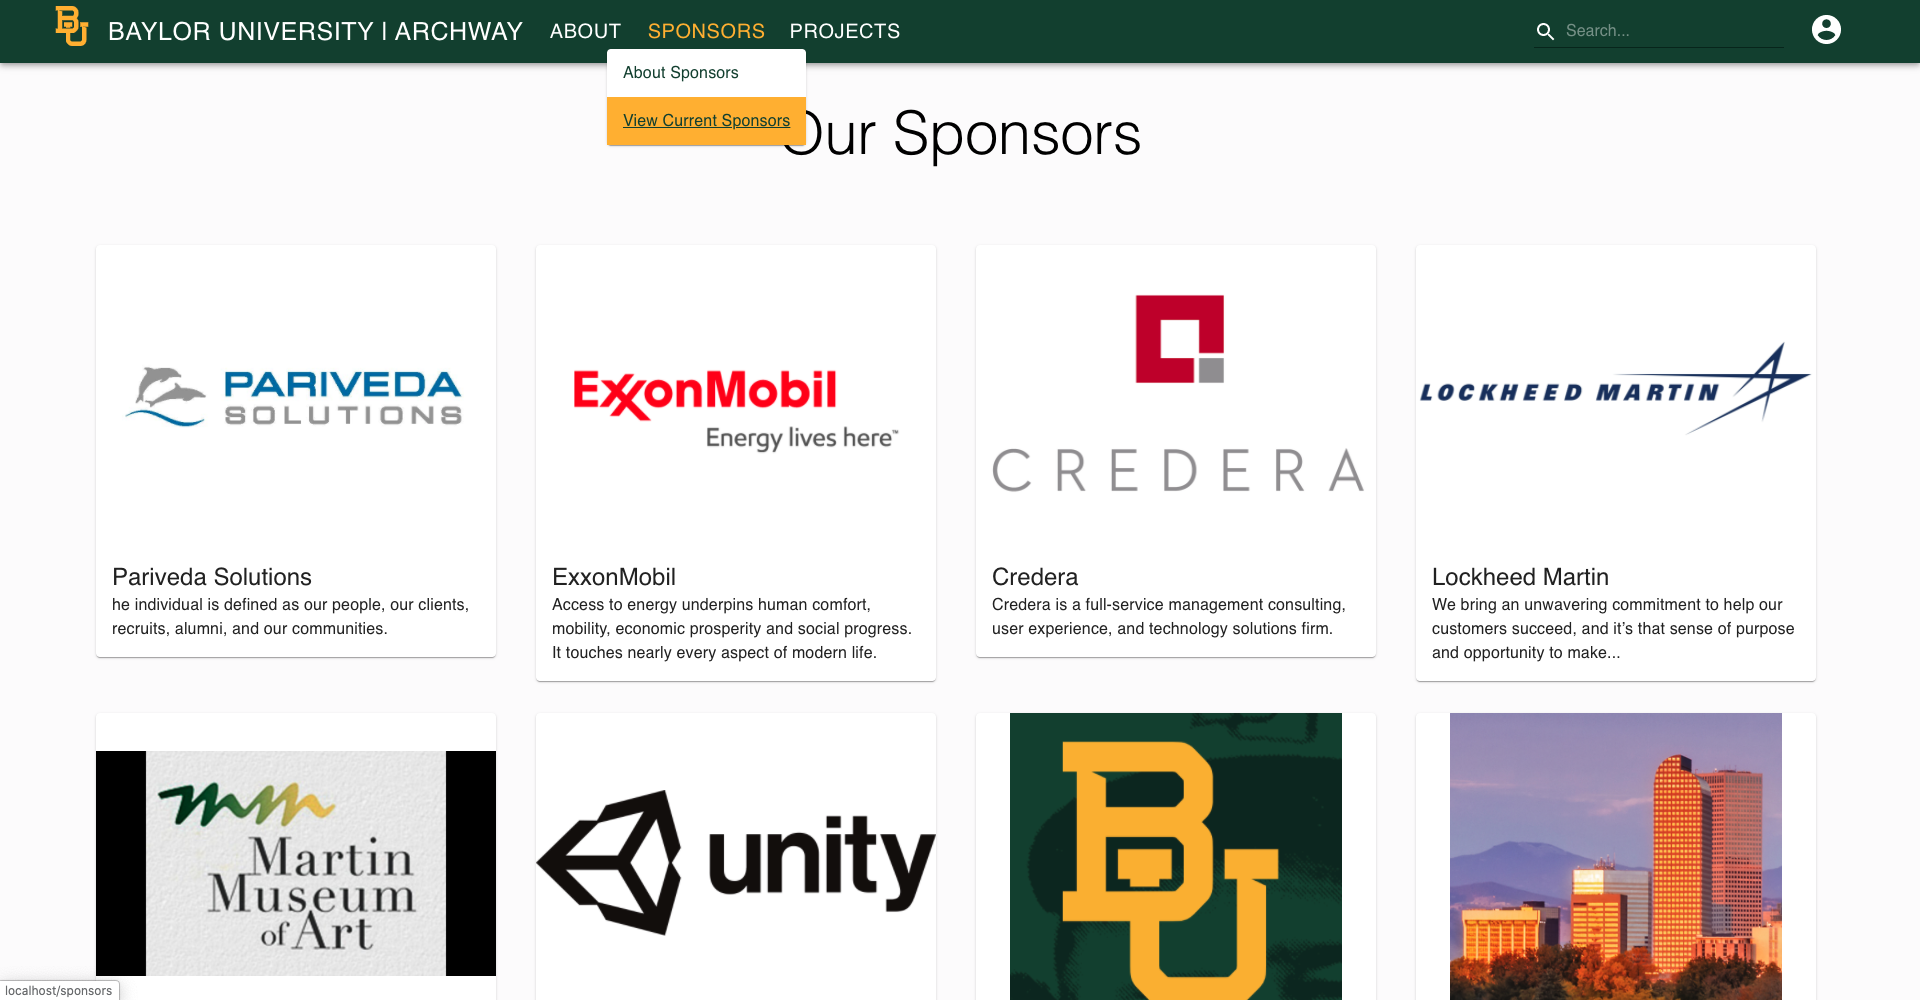 BAYLOR UNIVERSITY | ARCHWAY ABOUT SPONSORS PROJECTS Search...
About Sponsors
View Current Sponsors
Our Sponsors
PARIVEDA
SOLUTIONS
Pariveda Solutions
he individual is defined as our people, our clients,
recruits, alumni, and our communities.
ExxonMobil
Energy lives here™
ExxonMobil
Access to energy underpins human comfort,
mobility, economic prosperity and social progress.
It touches nearly every aspect of modern life.
CREDERA
Credera
Credera is a full-service management consulting,
user experience, and technology solutions firm.
LOCKHEED MARTIN
Lockheed Martin
We bring an unwavering commitment to help our
customers succeed, and it’s that sense of purpose
and opportunity to make...
Martin
Museum
of Art
unity
BU
localhost/sponsors